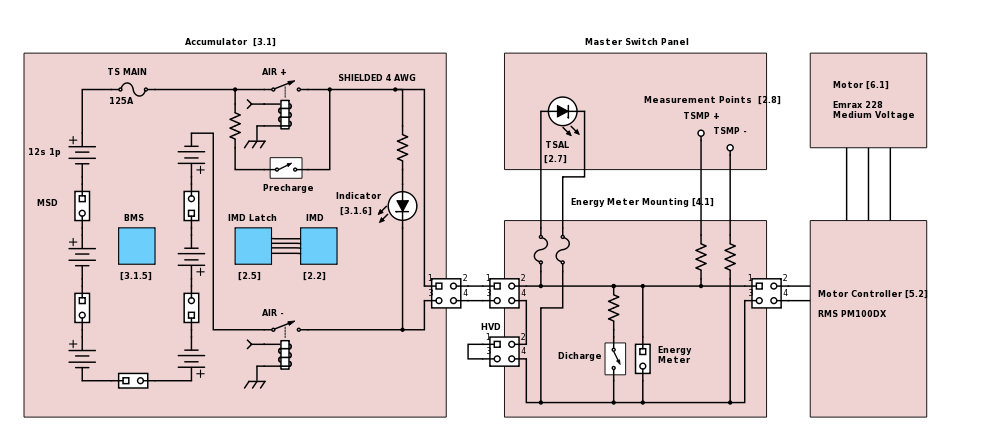 Accumulator [3.1]
Master Switch Panel
TS MAIN
125A
AIR +
SHIELDED 4 AWG
+
12s 1p
+
MSD
Precharge
Indicator
[3.1.6]
BMS
[3.1.5]
IMD Latch
[2.5]
IMD
[2.2]
+
+
AIR -
+
+
1
2
3
4
1
2
3
4
HVD
1
2
3
4
Measurement Points [2.8]
TSMP +
TSMP -
TSAL
[2.7]
Energy Meter Mounting [4.1]
Dicharge
Energy
Meter
1
2
3
4
Motor [6.1]
Emrax 228
Medium Voltage
Motor Controller [5.2]
RMS PM100DX